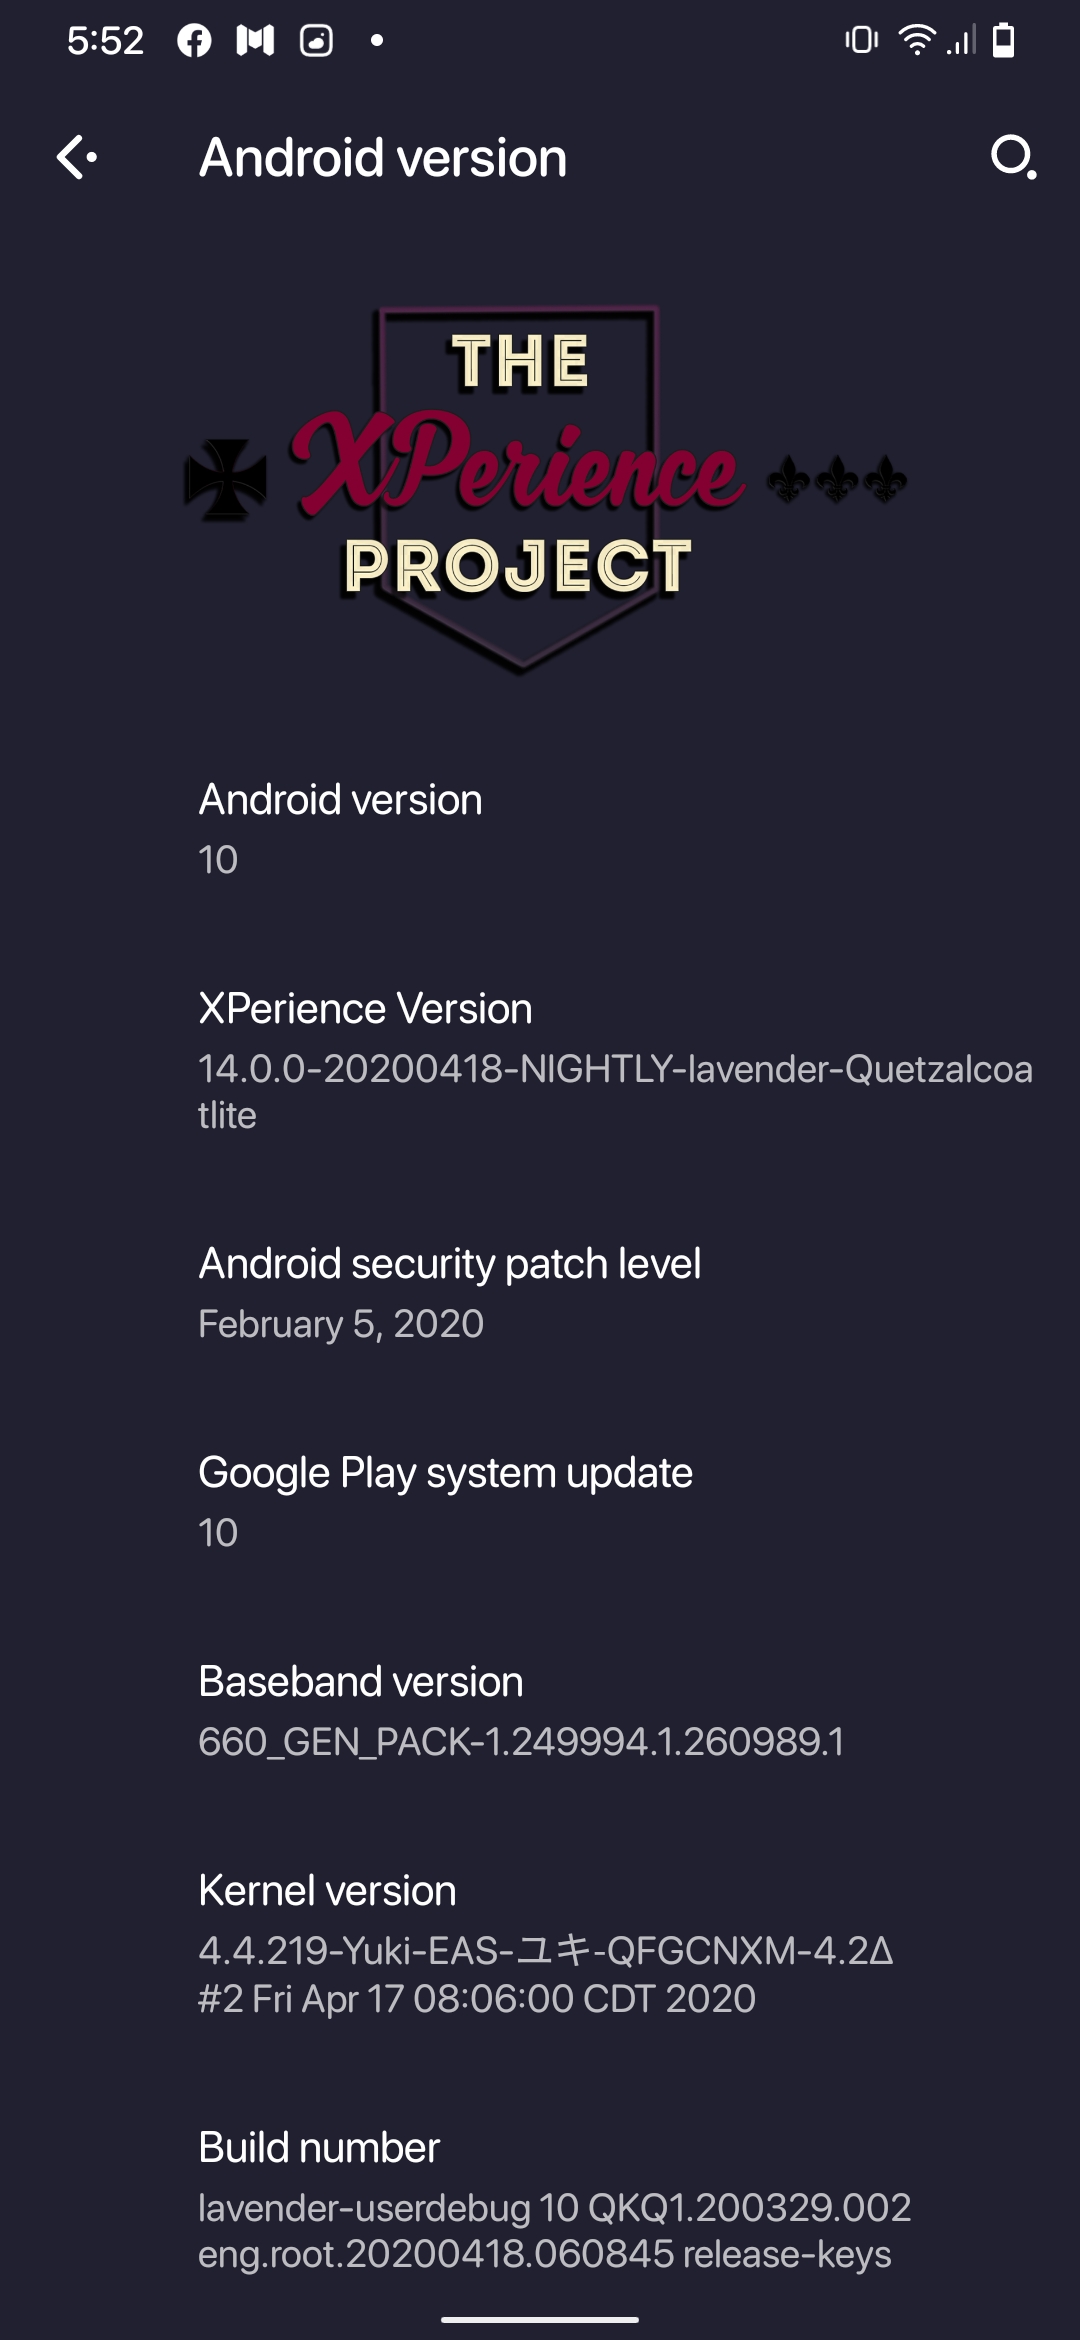 5:52
Android version
THE
XPerience
PROJECT
Android version
10
XPerience Version
14.0.0-20200418-NIGHTLY-lavender-Quetzalcoa
tlite
Android security patch level
February 5, 2020
Google Play system update
10
Baseband version
660_GEN_PACK-1.249994.1.260989.1
Kernel version
4.4.219-Yuki-EAS-ユキ-QFGCNXM-4.2Δ
#2 Fri Apr 17 08:06:00 CDT 2020
Build number
lavender-userdebug 10 QKQ1.200329.002
eng.root.20200418.060845 release-keys